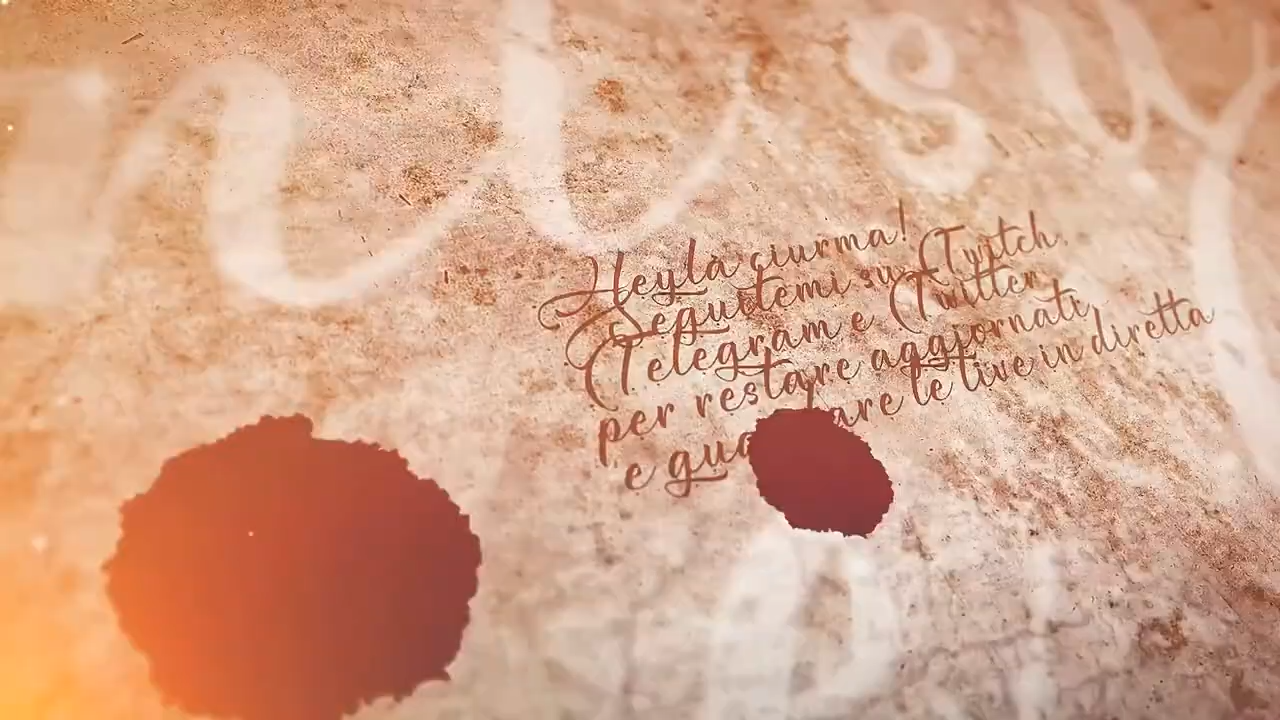 Heylà ciurma!
Seguitemi su Twitch,
Telegram e Twitter
per restare aggiornati,
e gua are le live in diretta